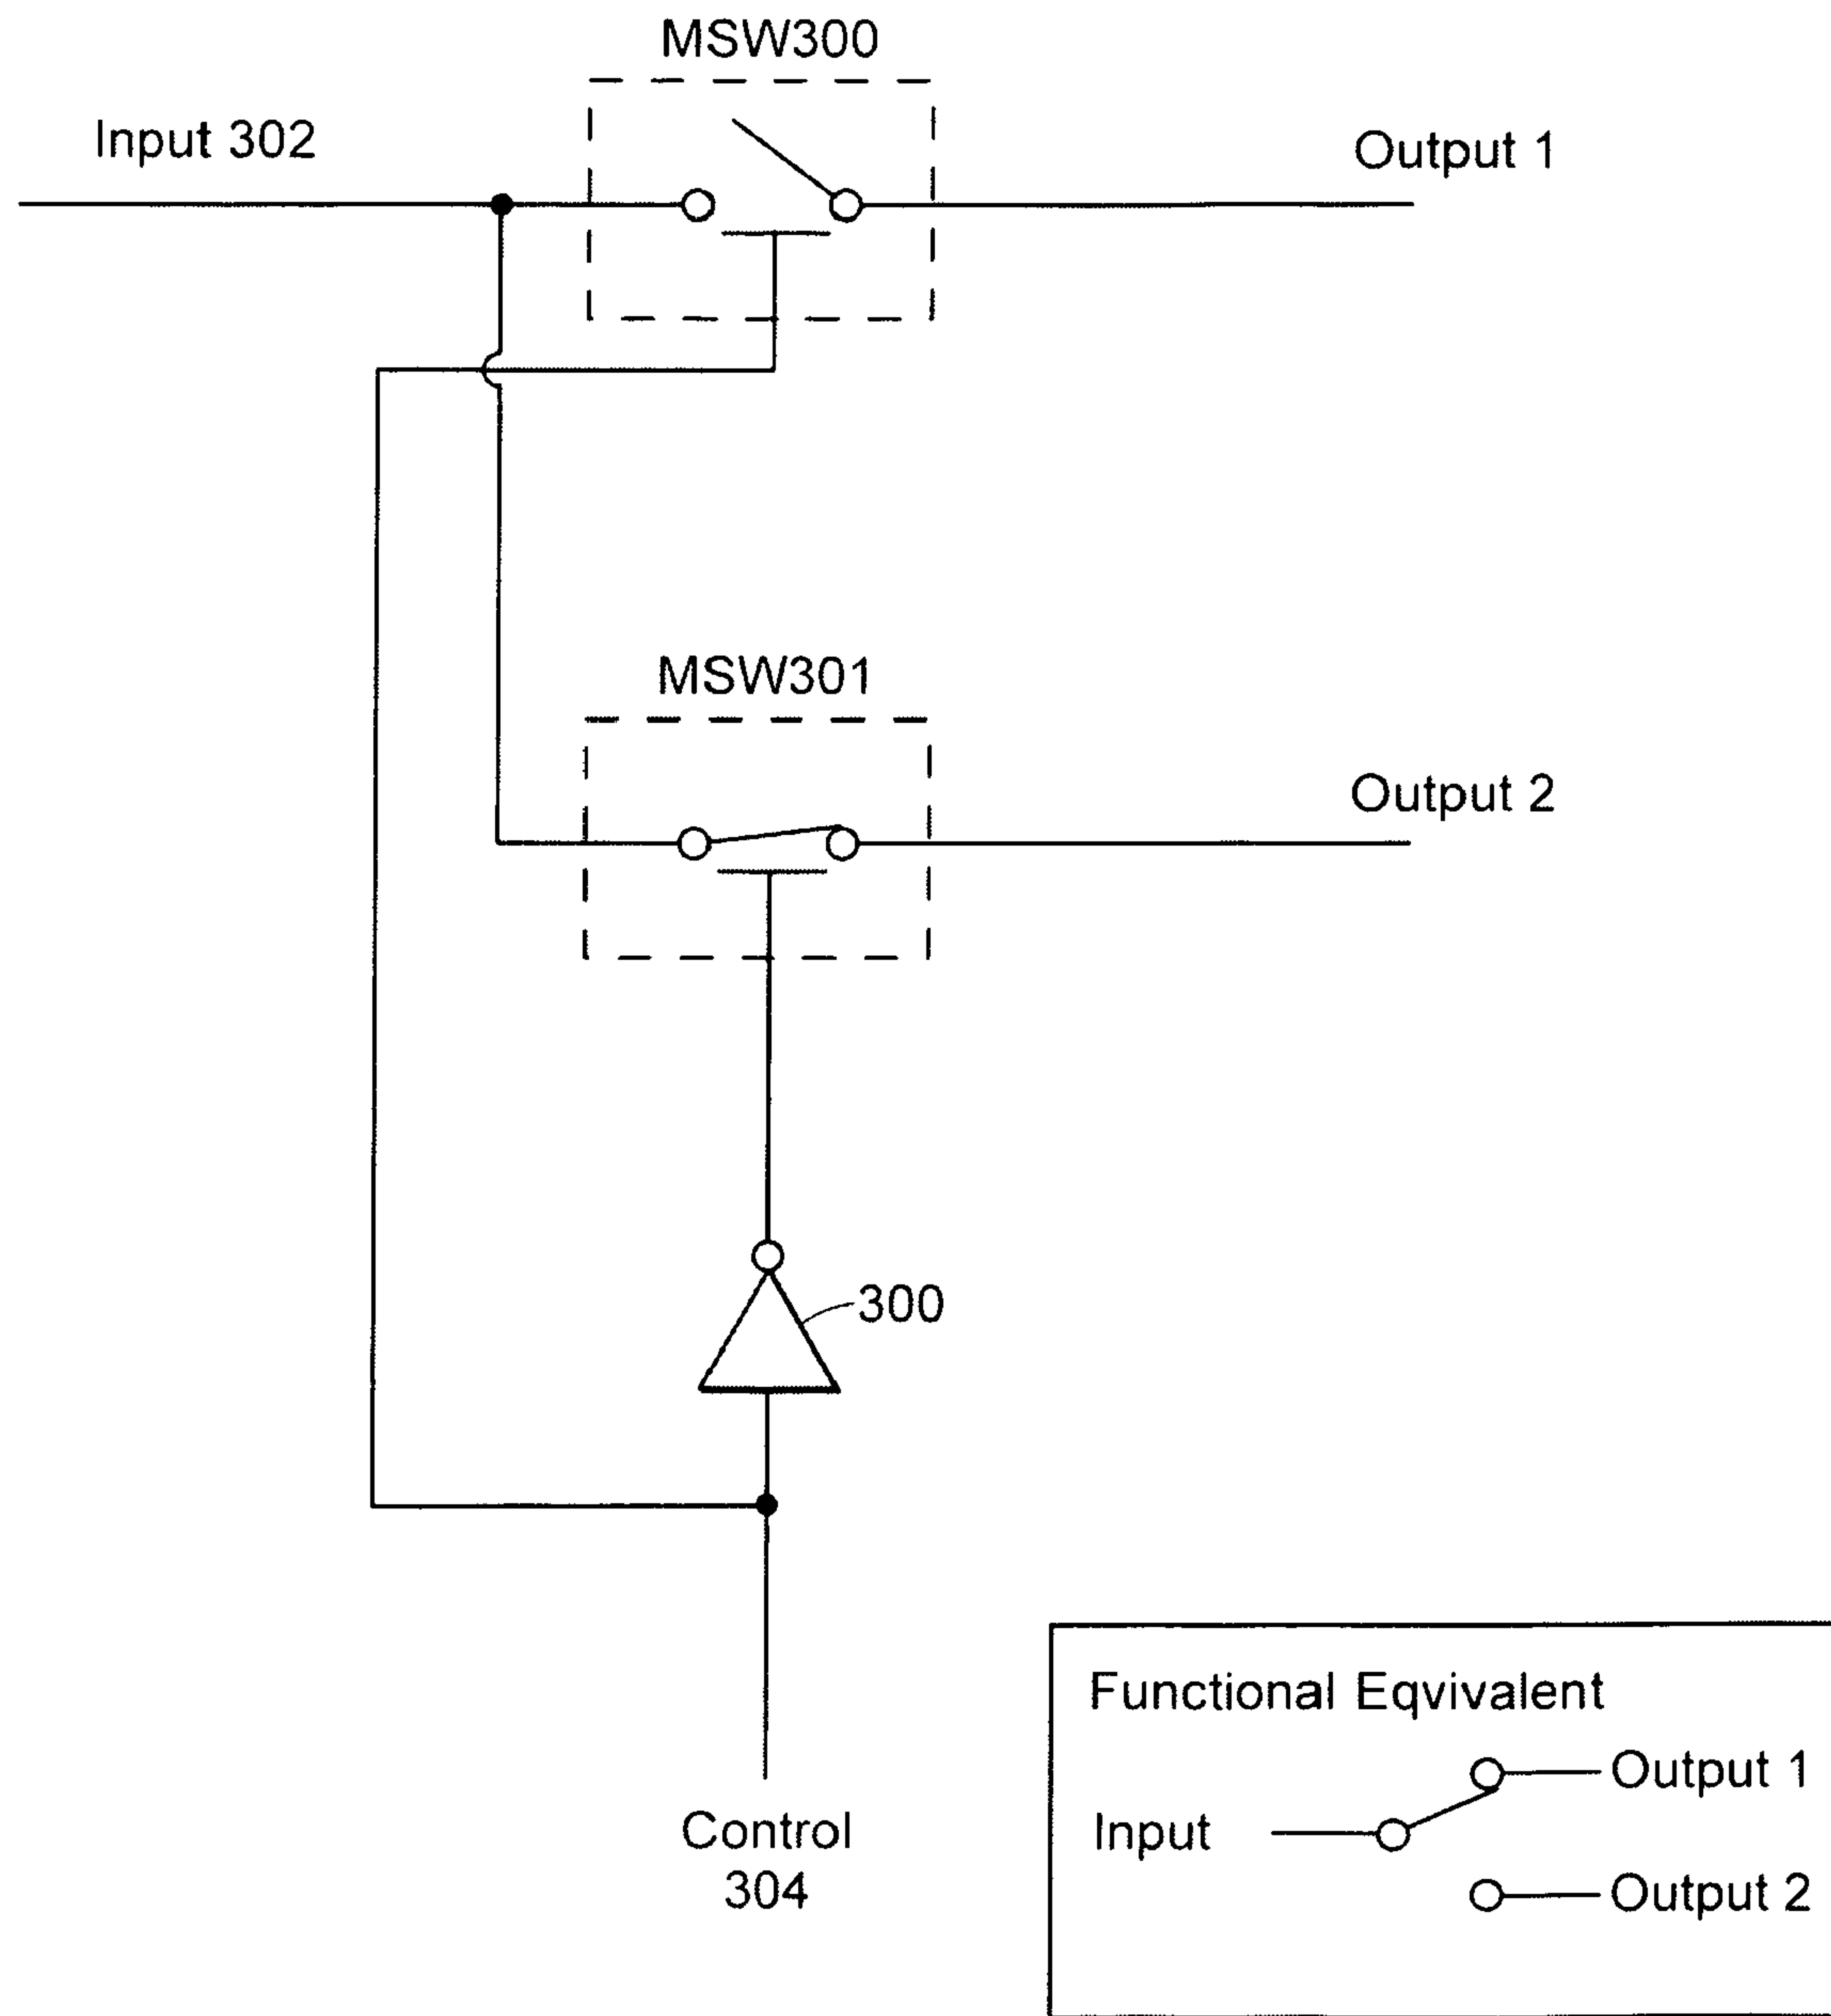 MSW300
Input 302
Output 1
MSW301
Output 2
300
Control
304
Functional Eqvivalent
Output 1
Input
Output 2